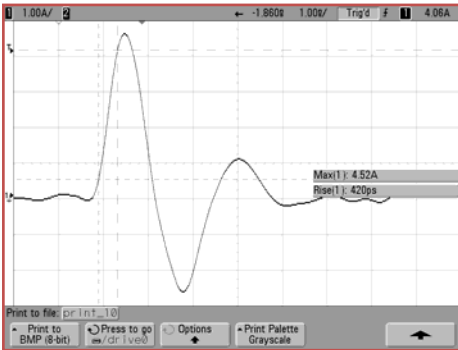 1 1.00A/ 2 ← -1.860⁠s 1.00⁠s/ Trig'd ƒ 1 4.06A
T
1
Max(1): 4.52A
Rise(1): 420ps
Print to file: print_10
Print to BMP (8-bit)
Press to go /drive0
Options
Print Palette Grayscale